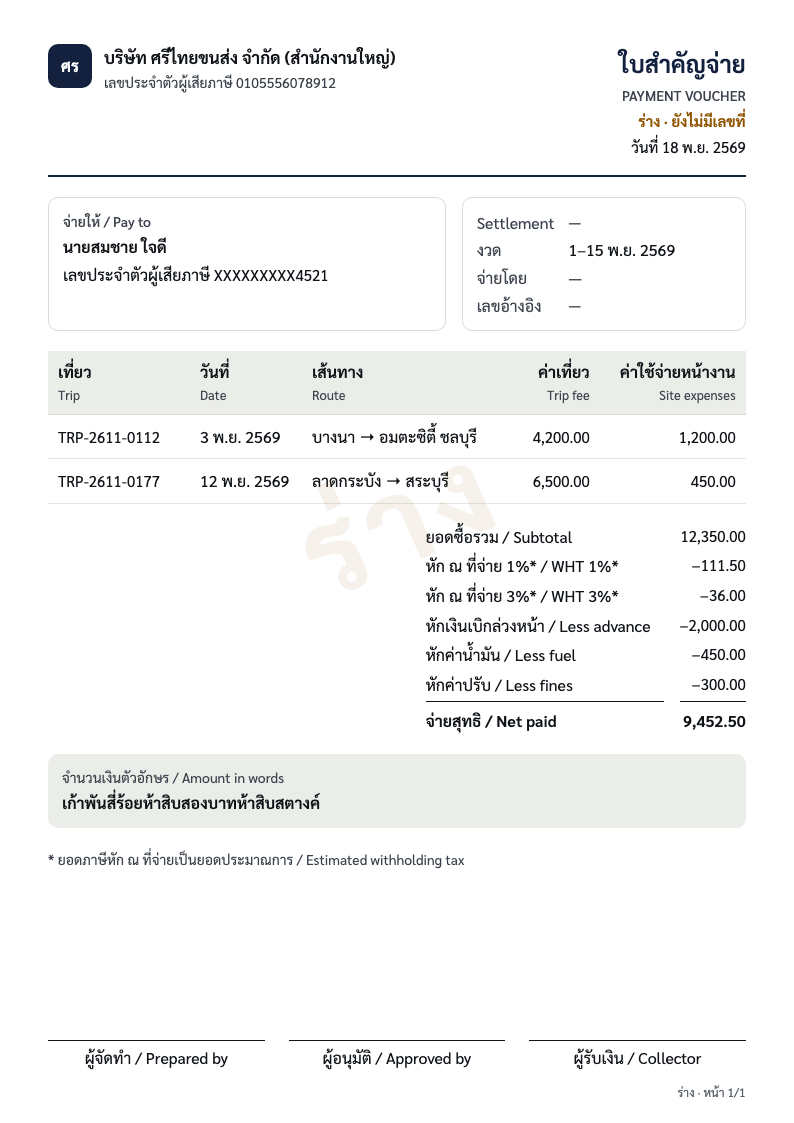 ศร
บริษัท ศรีไทยขนส่ง จำกัด (สำนักงานใหญ่)
เลขประจำตัวผู้เสียภาษี 0105556078912
ใบสำคัญจ่าย
PAYMENT VOUCHER
ร่าง · ยังไม่มีเลขที่
วันที่ 18 พ.ย. 2569
จ่ายให้ / Pay to
นายสมชาย ใจดี
เลขประจำตัวผู้เสียภาษี XXXXXXXXX4521
Settlement —
งวด 1–15 พ.ย. 2569
จ่ายโดย —
เลขอ้างอิง —
เที่ยว วันที่ เส้นทาง ค่าเที่ยว ค่าใช้จ่ายหน้างาน
Trip Date Route Trip fee Site expenses
TRP-2611-0112 3 พ.ย. 2569 บางนา → อมตะซิตี้ ชลบุรี 4,200.00 1,200.00
TRP-2611-0177 12 พ.ย. 2569 ลาดกระบัง → สระบุรี 6,500.00 450.00
ร่าง
ยอดซื้อรวม / Subtotal 12,350.00
หัก ณ ที่จ่าย 1%* / WHT 1%* –111.50
หัก ณ ที่จ่าย 3%* / WHT 3%* –36.00
หักเงินเบิกล่วงหน้า / Less advance –2,000.00
หักค่าน้ำมัน / Less fuel –450.00
หักค่าปรับ / Less fines –300.00
จ่ายสุทธิ / Net paid 9,452.50
จำนวนเงินตัวอักษร / Amount in words
เก้าพันสี่ร้อยห้าสิบสองบาทห้าสิบสตางค์
* ยอดภาษีหัก ณ ที่จ่ายเป็นยอดประมาณการ / Estimated withholding tax
ผู้จัดทำ / Prepared by
ผู้อนุมัติ / Approved by
ผู้รับเงิน / Collector
ร่าง · หน้า 1/1